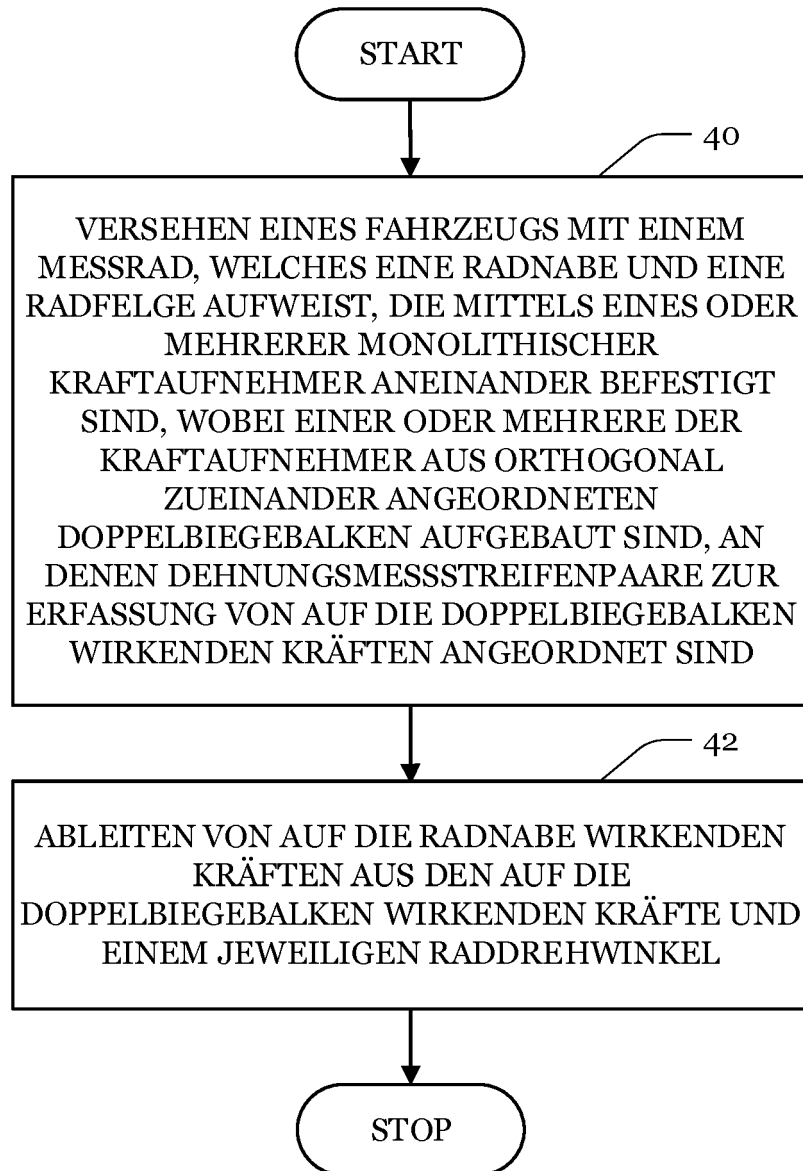 START
40
VERSEHEN EINES FAHRZEUGS MIT EINEM
MESSRAD, WELCHES EINE RADNABE UND EINE
RADFELGE AUFWEIST, DIE MITTELS EINES ODER
MEHRERER MONOLITHISCHER
KRAFTAUFNEHMER ANEINANDER BEFESTIGT
SIND, WOBEI EINER ODER MEHRERE DER
KRAFTAUFNEHMER AUS ORTHOGONAL
ZUEINANDER ANGEORDNETEN
DOPPELBIEGEBALKEN AUFGEBAUT SIND, AN
DENEN DEHNUNGSMESSSTREIFENPAARE ZUR
ERFASSUNG VON AUF DIE DOPPELBIEGEBALKEN
WIRKENDEN KRÄFTEN ANGEORDNET SIND
42
ABLEITEN VON AUF DIE RADNABE WIRKENDEN
KRÄFTEN AUS DEN AUF DIE
DOPPELBIEGEBALKEN WIRKENDEN KRÄFTE UND
EINEM JEWEILIGEN RADDREHWINKEL
STOP